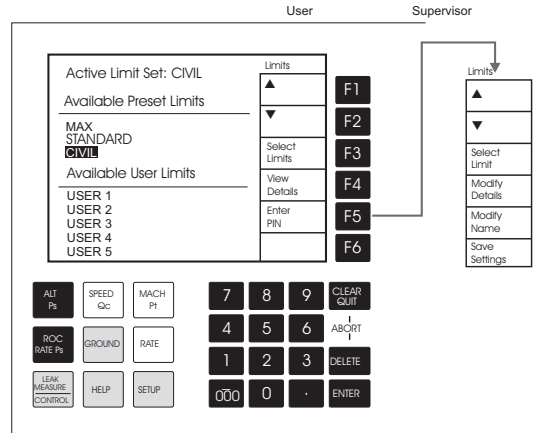 User
Supervisor
Active Limit Set: CIVIL
Available Preset Limits
MAX
STANDARD
CIVIL
Available User Limits
USER 1
USER 2
USER 3
USER 4
USER 5
Limits
▲
▼
Select
Limits
View
Details
Enter
PIN
F1
F2
F3
F4
F5
F6
Limits
▲
▼
Select
Limit
Modify
Details
Modify
Name
Save
Settings
ALT
Ps
SPEED
Qc
MACH
Pt
ROC
RATE Ps
GROUND
RATE
LEAK
MEASURE
CONTROL
HELP
SETUP
7
8
9
CLEAR
QUIT
4
5
6
ABORT
1
2
3
DELETE
000
0
.
ENTER